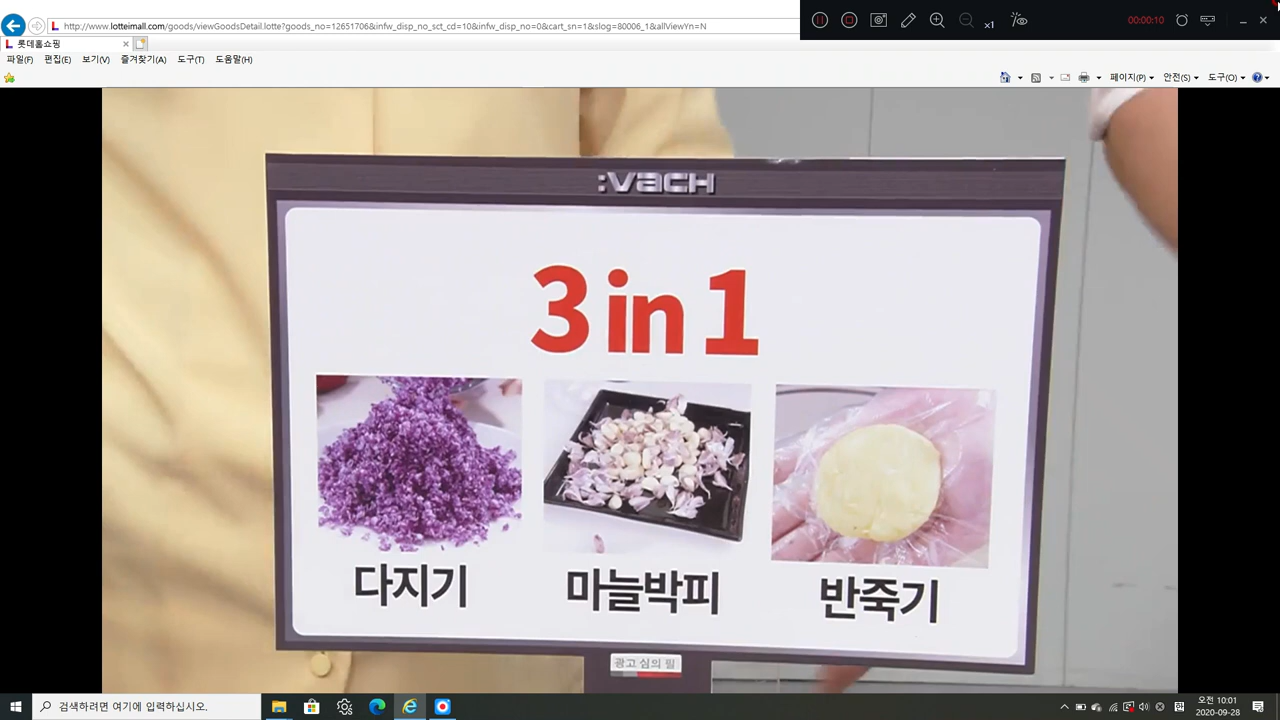 http://www.lotteimall.com/goods/viewGoodsDetail.lotte?goods_no=12651706&infw_disp_no_sct_cd=10&infw_disp_no=0&cart_sn=1&slog=80006_1&allViewYn=N
x1
00:00:10
롯데홈쇼핑
파일(F) 편집(E) 보기(V) 즐겨찾기(A) 도구(T) 도움말(H)
페이지(P) 안전(S) 도구(O)
:VACH
3 in 1
다지기 마늘박피 반죽기
광고 심의 필
검색하려면 여기에 입력하십시오.
오전 10:01
2020-09-28